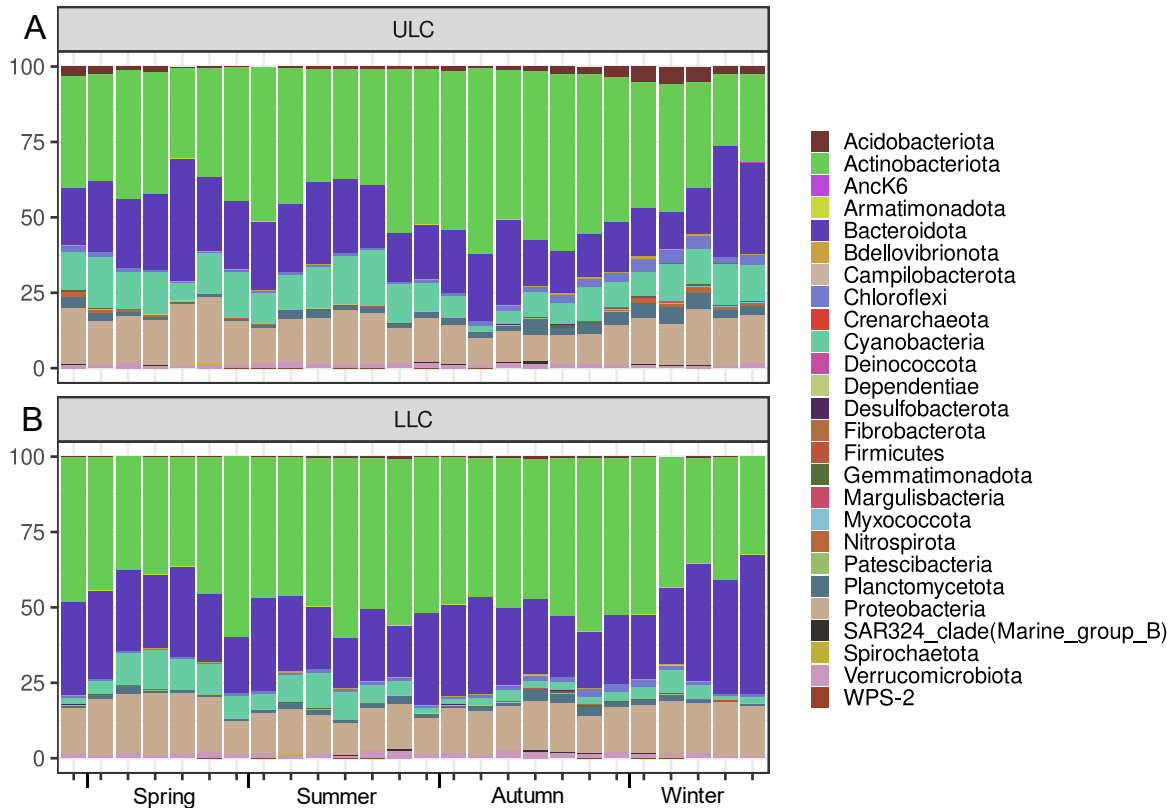 A
ULC
100
75
50
25
0
B
LLC
100
75
50
25
0
Spring
Summer
Autumn
Winter
Acidobacteriota
Actinobacteriota
AncK6
Armatimonadota
Bacteroidota
Bdellovibrionota
Campilobacterota
Chloroflexi
Crenarchaeota
Cyanobacteria
Deinococcota
Dependentiae
Desulfobacterota
Fibrobacterota
Firmicutes
Gemmatimonadota
Margulisbacteria
Myxococcota
Nitrospirota
Patescibacteria
Planctomycetota
Proteobacteria
SAR324_clade(Marine_group_B)
Spirochaetota
Verrucomicrobiota
WPS-2